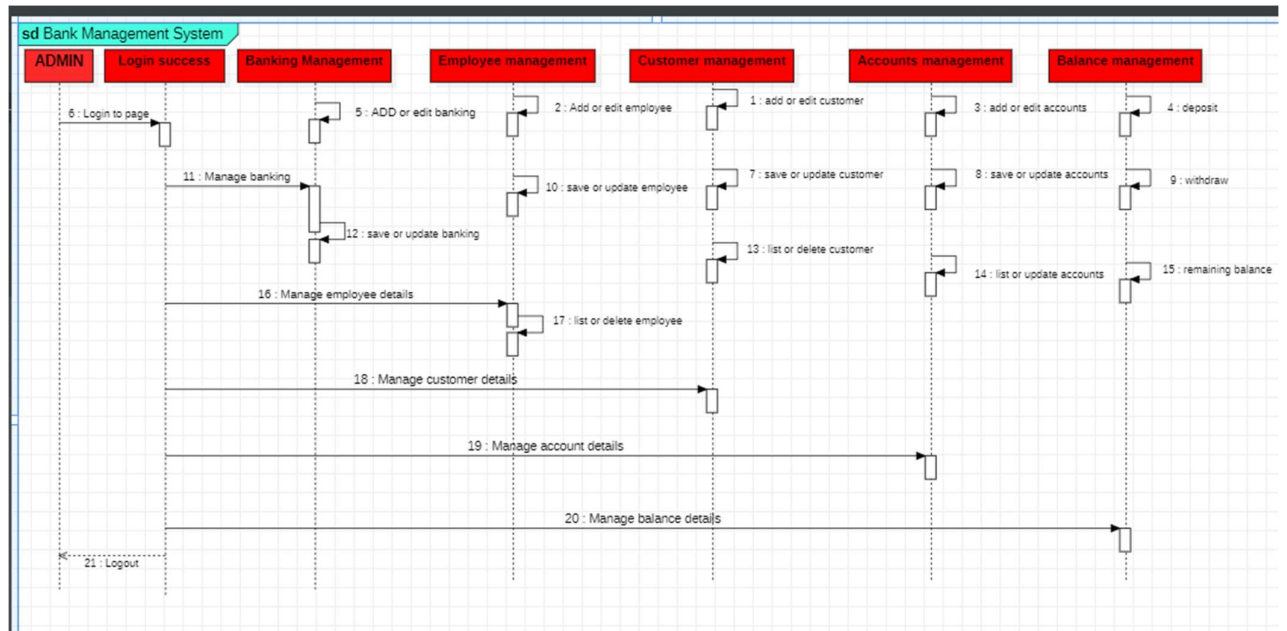 sd Bank Management System
ADMIN
Login success
Banking Management
Employee management
Customer management
Accounts management
Balance management
1 : add or edit customer
6 : Login to page
5 : ADD or edit banking
2 : Add or edit employee
3 : add or edit accounts
4 : deposit
11 : Manage banking
10 : save or update employee
7 : save or update customer
8 : save or update accounts
9 : withdraw
12 : save or update banking
13 : list or delete customer
14 : list or update accounts
15 : remaining balance
16 : Manage employee details
17 : list or delete employee
18 : Manage customer details
19 : Manage account details
20 : Manage balance details
21 : Logout